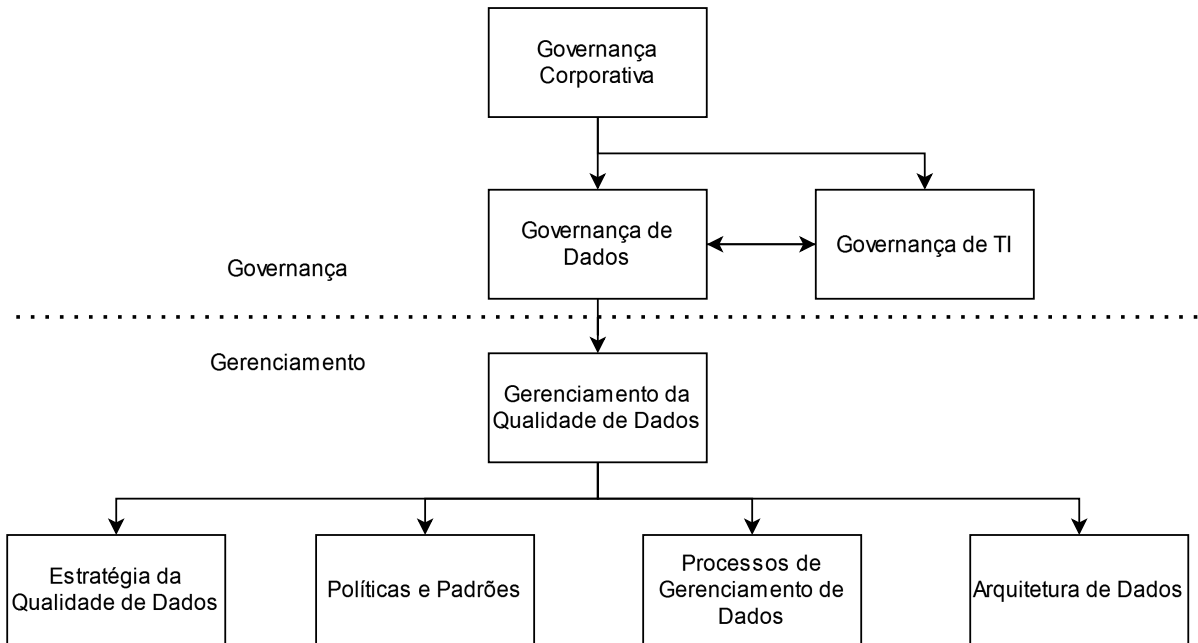 Governança
Corporativa
Governança de
Dados
Governança de TI
Governança
Gerenciamento
Gerenciamento da
Qualidade de Dados
Estratégia da
Qualidade de Dados
Políticas e Padrões
Processos de
Gerenciamento de
Dados
Arquitetura de Dados